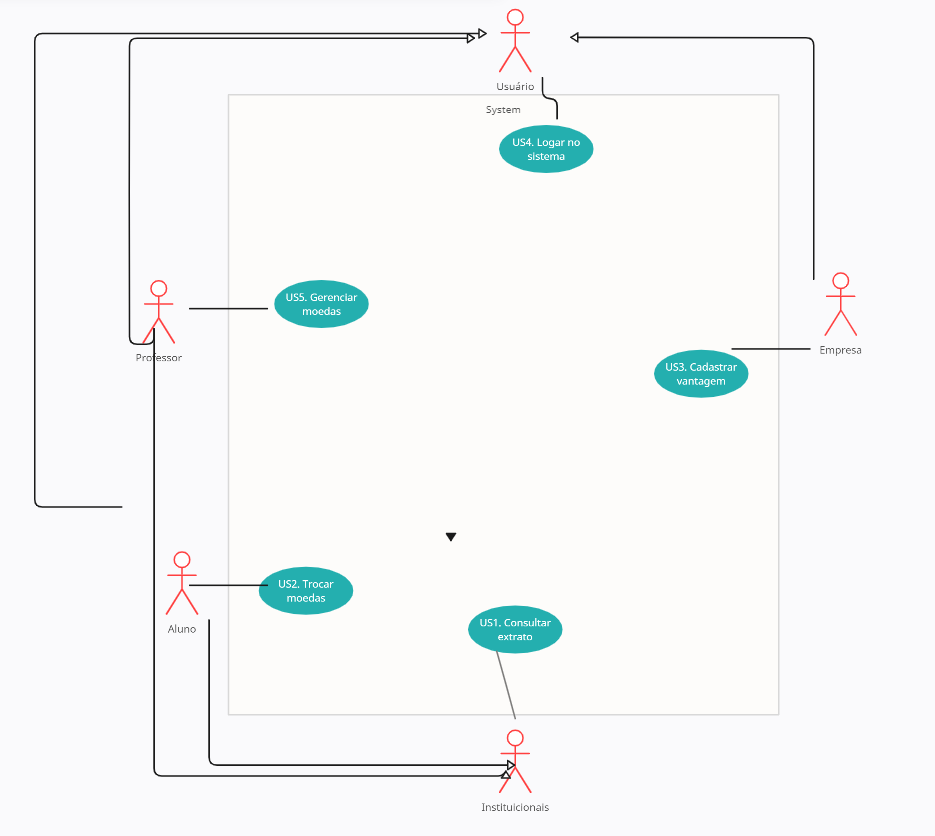 Usuário
System
US4. Logar no
sistema
US5. Gerenciar
moedas
Professor
Empresa
US3. Cadastrar
vantagem
US2. Trocar
moedas
Aluno
US1. Consultar
extrato
Instituicionais